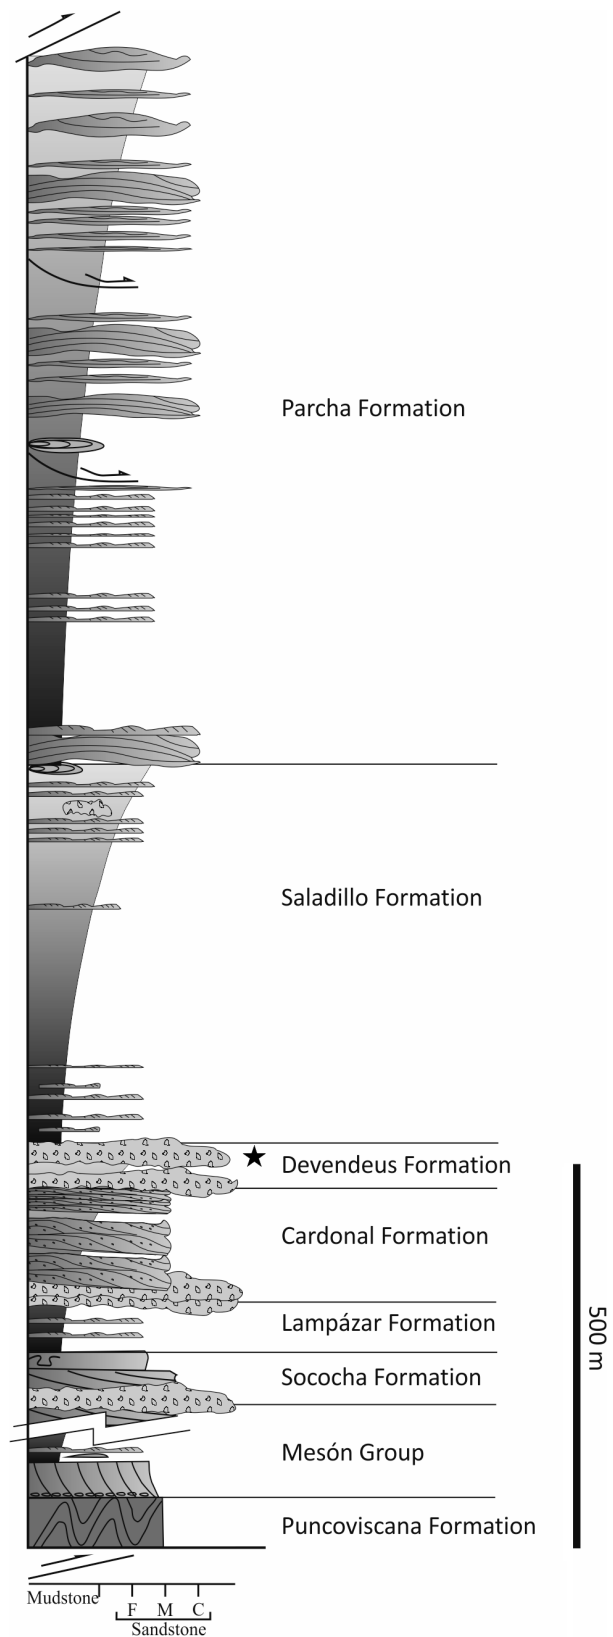 Parcha Formation
Saladillo Formation
Devendeus Formation
Cardonal Formation
Lampázar Formation
500 m
Sococha Formation
Mesón Group
Puncoviscana Formation
Mudstone
F M C
Sandstone